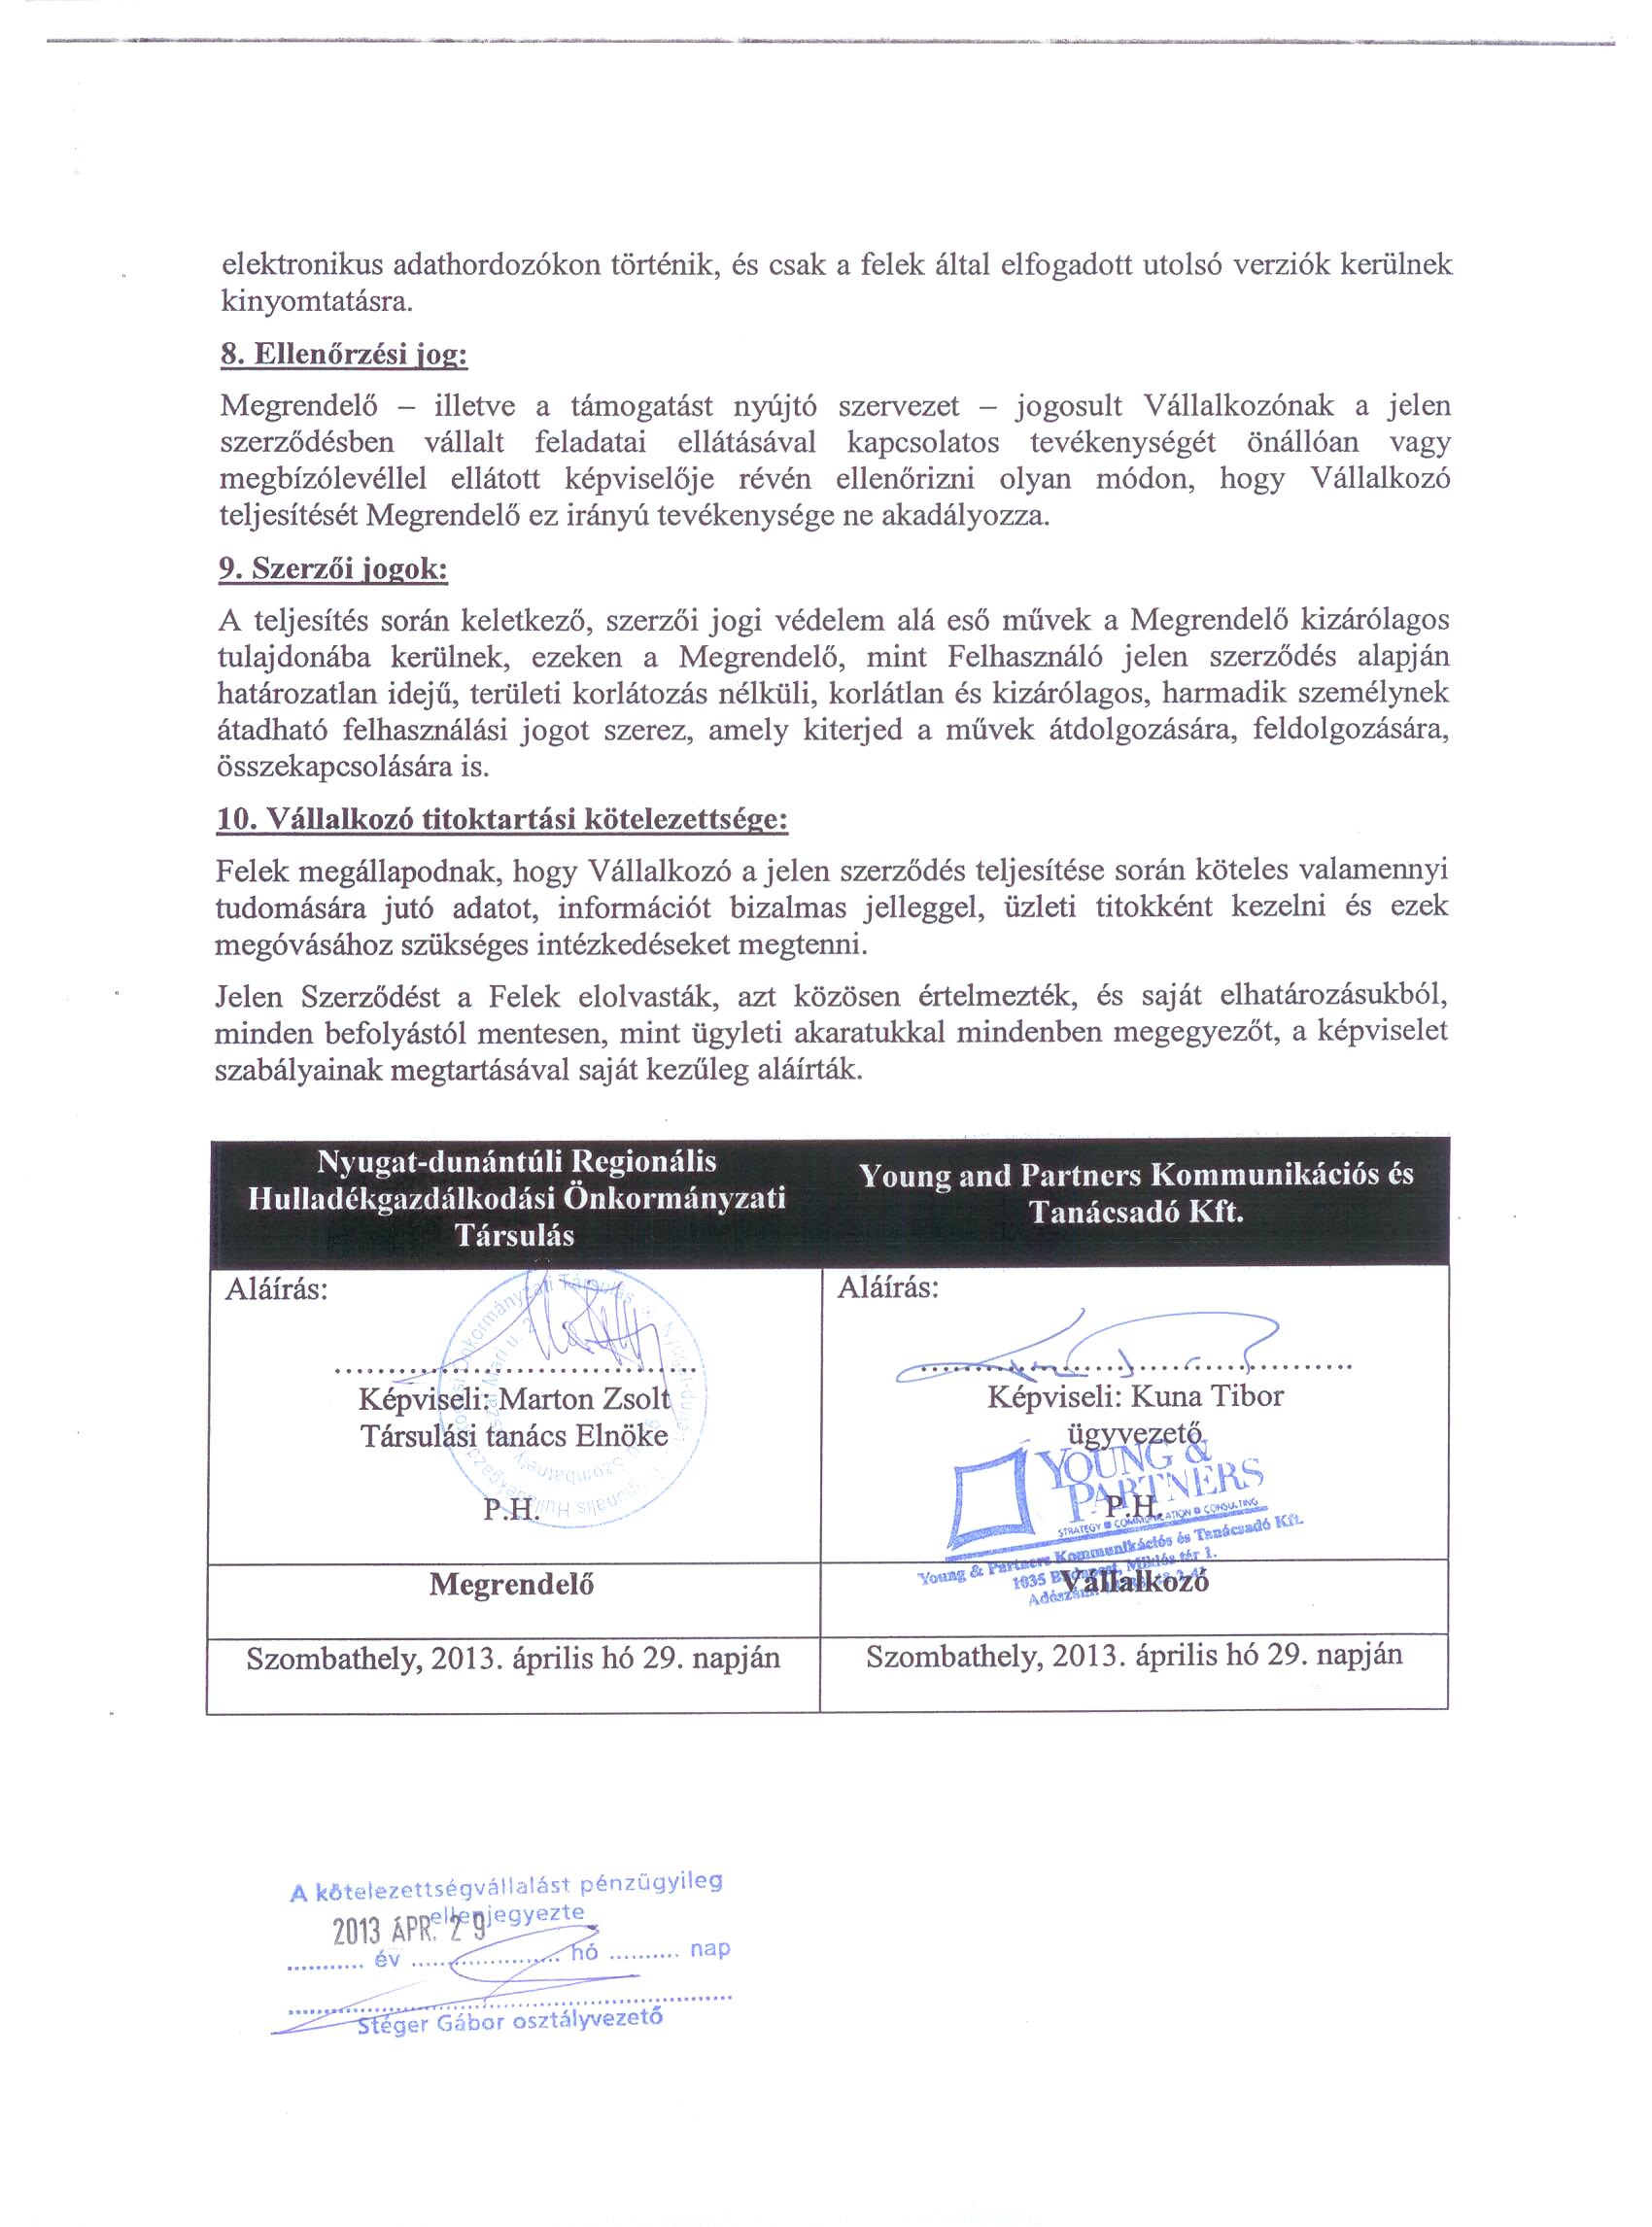 elektronikus adathordozókon történik, és csak a felek által elfogadott utolsó verziók kerülnek
kinyomtatásra.
8. Ellenőrzési jog:
Megrendelő – illetve a támogatást nyújtó szervezet – jogosult Vállalkozónak a jelen
szerződésben vállalt feladatai ellátásával kapcsolatos tevékenységét önállóan vagy
megbízólevéllel ellátott képviselője révén ellenőrizni olyan módon, hogy Vállalkozó
teljesítését Megrendelő ez irányú tevékenysége ne akadályozza.
9. Szerzői jogok:
A teljesítés során keletkező, szerzői jogi védelem alá eső művek a Megrendelő kizárólagos
tulajdonába kerülnek, ezeken a Megrendelő, mint Felhasználó jelen szerződés alapján
határozatlan idejű, területi korlátozás nélküli, korlátlan és kizárólagos, harmadik személynek
átadható felhasználási jogot szerez, amely kiterjed a művek átdolgozására, feldolgozására,
összekapcsolására is.
10. Vállalkozó titoktartási kötelezettsége:
Felek megállapodnak, hogy Vállalkozó a jelen szerződés teljesítése során köteles valamennyi
tudomására jutó adatot, információt bizalmas jelleggel, üzleti titokként kezelni és ezek
megóvásához szükséges intézkedéseket megtenni.
Jelen Szerződést a Felek elolvasták, azt közösen értelmezték, és saját elhatározásukból,
minden befolyástól mentesen, mint ügyleti akaratukkal mindenben megegyezőt, a képviselet
szabályainak megtartásával saját kezűleg aláírták.
Nyugat-dunántúli Regionális
Hulladékgazdálkodási Önkormányzati
Társulás
Young and Partners Kommunikációs és
Tanácsadó Kft.
Aláírás:
Képviseli: Marton Zsolt
Társulási tanács Elnöke
P.H.
Aláírás:
Képviseli: Kuna Tibor
ügyvezető
YOUNG &
PARTNERS
P.H.
STRATEGY COMMUNICATION CONSULTING
Young & Partners Kommunikációs és Tanácsadó Kft.
1035 Budapest, Miklós tér 1.
Megrendelő
Vállalkozó
Szombathely, 2013. április hó 29. napján
Szombathely, 2013. április hó 29. napján
A kötelezettségvállalást pénzügyileg
ellenjegyezte
2013 ÁPR. 29
........... év ..................... hó .......... nap
Stéger Gábor osztályvezető